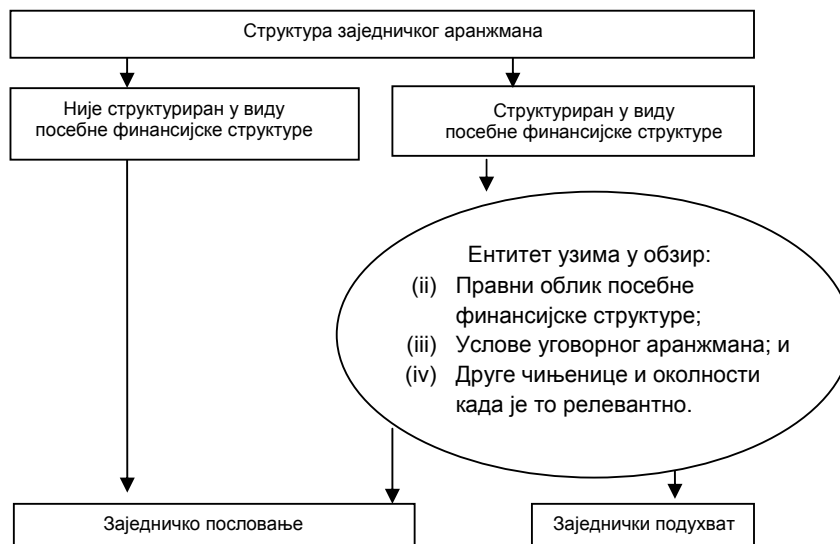 Структура заједничког аранжмана
Није структуриран у виду
посебне финансијске структуре
Структуриран у виду
посебне финансијске структуре
Ентитет узима у обзир:
(ii) Правни облик посебне
финансијске структуре;
(iii) Услове уговорног аранжмана; и
(iv) Друге чињенице и околности
када је то релевантно.
Заједничко пословање
Заједнички подухват